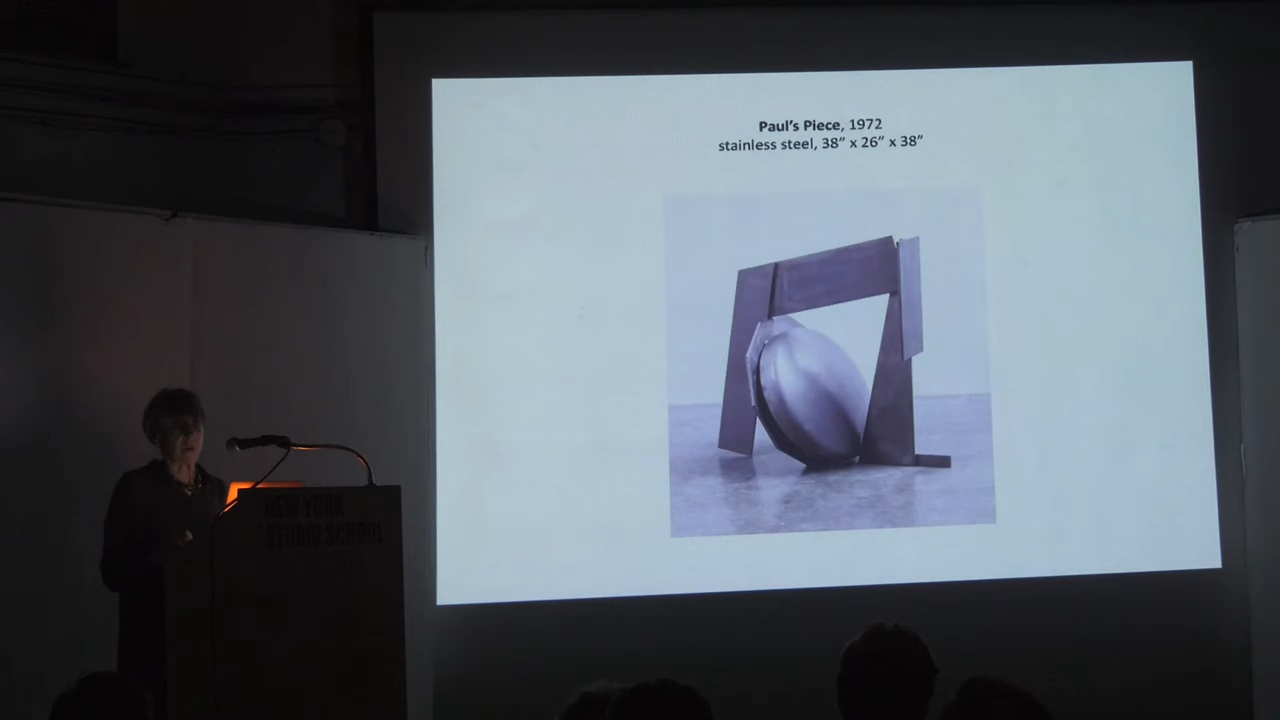 Paul's Piece, 1972
stainless steel, 38" x 26" x 38"
NEW YORK
STUDIO SCHOOL